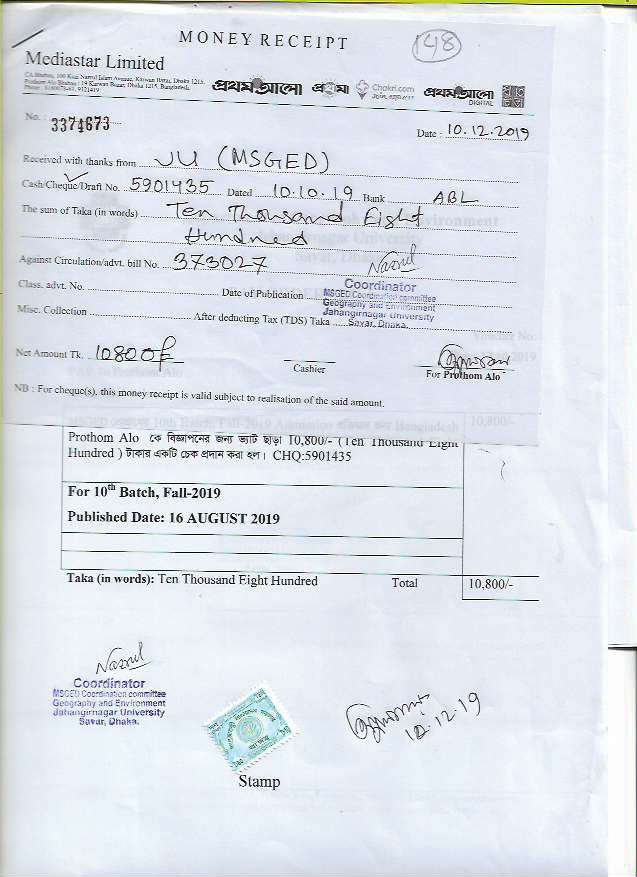 MONEY RECEIPT
148
Mediastar Limited
CA Bhaban, 100 Kazi Nazrul Islam Avenue, Karwan Bazar, Dhaka 1215.
Prothom Alo Bhaban : 19 Karwan Bazar, Dhaka 1215, Bangladesh.
Phone : 8180078-81, 9121419
প্রথম আলো প্রথমা Chakri.com প্রথম আলো
DIGITAL
No. : 3374673
Date : 10.12.2019
Received with thanks from JU (MSGED)
Cash/Cheque/Draft No. 5901435 Dated 10.10.19 Bank ABL
The sum of Taka (in words) Ten Thousand Eight
Hundred
Against Circulation/advt. bill No. 373027
Nazrul
Coordinator
MSGED Coordination committee
Geography and Environment
Jahangirnagar University
Savar, Dhaka.
Class. advt. No. Date of Publication
Misc. Collection After deducting Tax (TDS) Taka
Net Amount Tk. 10800/=
Cashier
For Prothom Alo
NB : For cheque(s), this money receipt is valid subject to realisation of the said amount.
10,800/-
Prothom Alo কে বিজ্ঞাপনের জন্য ভ্যাট ছাড়া 10,800/- (Ten Thousand Eight
Hundred ) টাকার একটি চেক প্রদান করা হল। CHQ:5901435
For 10th Batch, Fall-2019
Published Date: 16 AUGUST 2019
Taka (in words): Ten Thousand Eight Hundred Total 10,800/-
Nazrul
Coordinator
MSGED Coordination committee
Geography and Environment
Jahangirnagar University
Savar, Dhaka.
10.12.19
Stamp